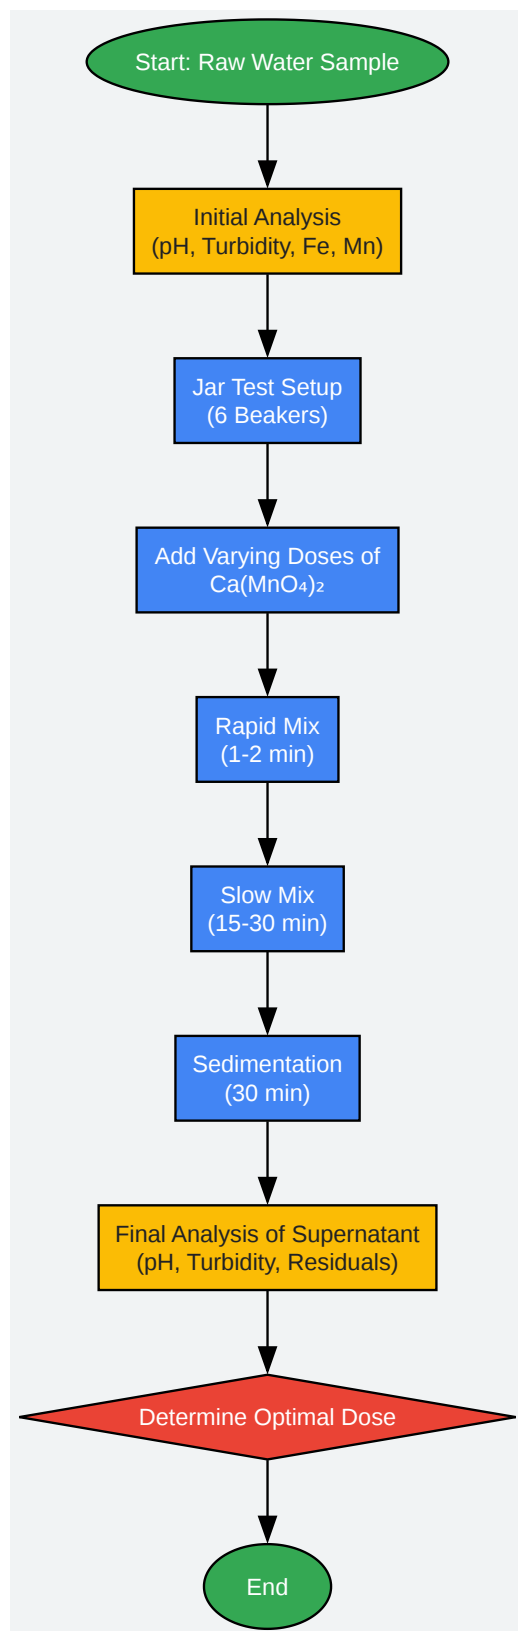 Start: Raw Water Sample
Initial Analysis
(pH, Turbidity, Fe, Mn)
Jar Test Setup
(6 Beakers)
Add Varying Doses of
Ca(MnO₄)₂
Rapid Mix
(1-2 min)
Slow Mix
(15-30 min)
Sedimentation
(30 min)
Final Analysis of Supernatant
(pH, Turbidity, Residuals)
Determine Optimal Dose
End